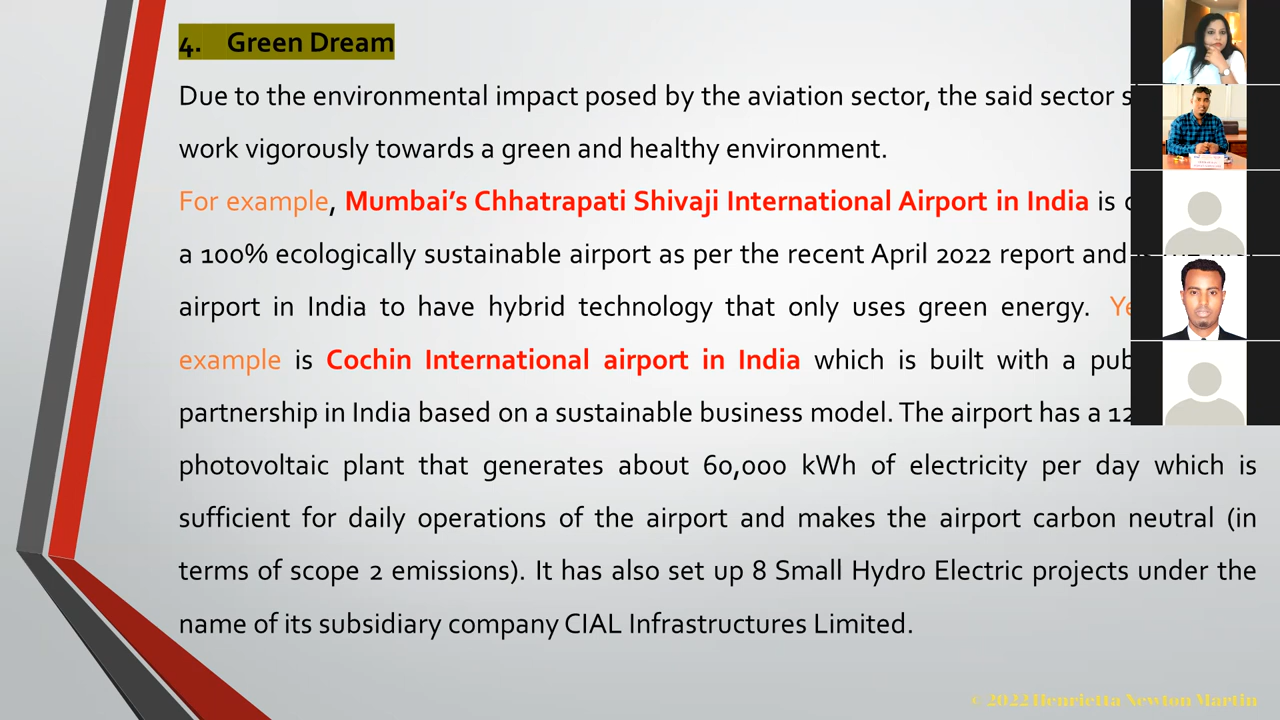 4. Green Dream
Due to the environmental impact posed by the aviation sector, the said sector
work vigorously towards a green and healthy environment.
For example, Mumbai’s Chhatrapati Shivaji International Airport in India is
a 100% ecologically sustainable airport as per the recent April 2022 report and
airport in India to have hybrid technology that only uses green energy.
example is Cochin International airport in India which is built with a
partnership in India based on a sustainable business model. The airport has a
photovoltaic plant that generates about 60,000 kWh of electricity per day which is
sufficient for daily operations of the airport and makes the airport carbon neutral (in
terms of scope 2 emissions). It has also set up 8 Small Hydro Electric projects under the
name of its subsidiary company CIAL Infrastructures Limited.
© 2022 Henrietta Newton Martin